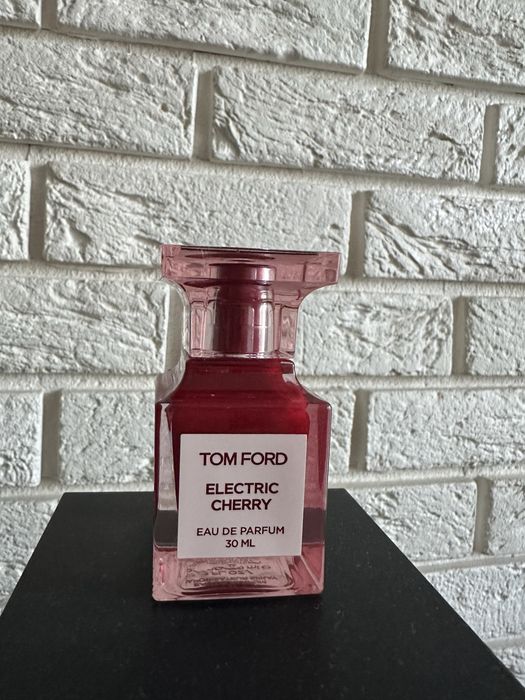 TOM FORD
ELECTRIC
CHERRY
EAU DE PARFUM
30 ML